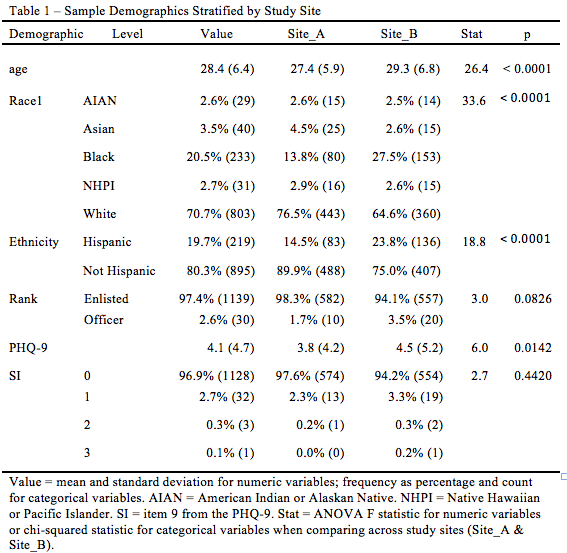 Table 1 – Sample Demographics Stratified by Study Site
Demographic Level Value Site_A Site_B Stat p
age 28.4 (6.4) 27.4 (5.9) 29.3 (6.8) 26.4 < 0.0001
Race1 AIAN 2.6% (29) 2.6% (15) 2.5% (14) 33.6 < 0.0001
Asian 3.5% (40) 4.5% (25) 2.6% (15)
Black 20.5% (233) 13.8% (80) 27.5% (153)
NHPI 2.7% (31) 2.9% (16) 2.6% (15)
White 70.7% (803) 76.5% (443) 64.6% (360)
Ethnicity Hispanic 19.7% (219) 14.5% (83) 23.8% (136) 18.8 < 0.0001
Not Hispanic 80.3% (895) 89.9% (488) 75.0% (407)
Rank Enlisted 97.4% (1139) 98.3% (582) 94.1% (557) 3.0 0.0826
Officer 2.6% (30) 1.7% (10) 3.5% (20)
PHQ-9 4.1 (4.7) 3.8 (4.2) 4.5 (5.2) 6.0 0.0142
SI 0 96.9% (1128) 97.6% (574) 94.2% (554) 2.7 0.4420
1 2.7% (32) 2.3% (13) 3.3% (19)
2 0.3% (3) 0.2% (1) 0.3% (2)
3 0.1% (1) 0.0% (0) 0.2% (1)
Value = mean and standard deviation for numeric variables; frequency as percentage and count
for categorical variables. AIAN = American Indian or Alaskan Native. NHPI = Native Hawaiian
or Pacific Islander. SI = item 9 from the PHQ-9. Stat = ANOVA F statistic for numeric variables
or chi-squared statistic for categorical variables when comparing across study sites (Site_A &
Site_B).